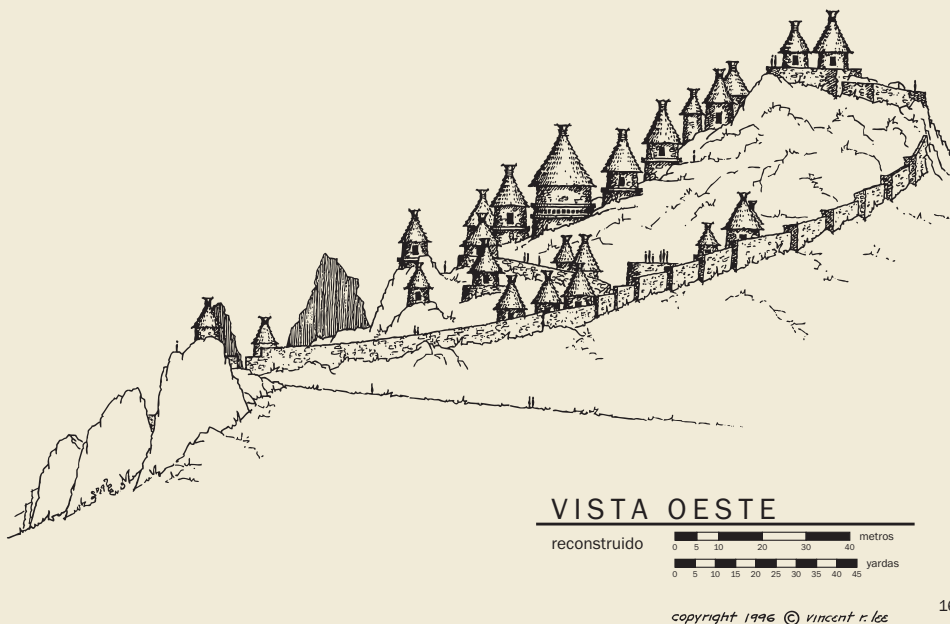 VISTA OESTE
reconstruido
metros
0 5 10 20 30 40
yardas
0 5 10 15 20 25 30 35 40 45
copyright 1996 © vincent r. lee